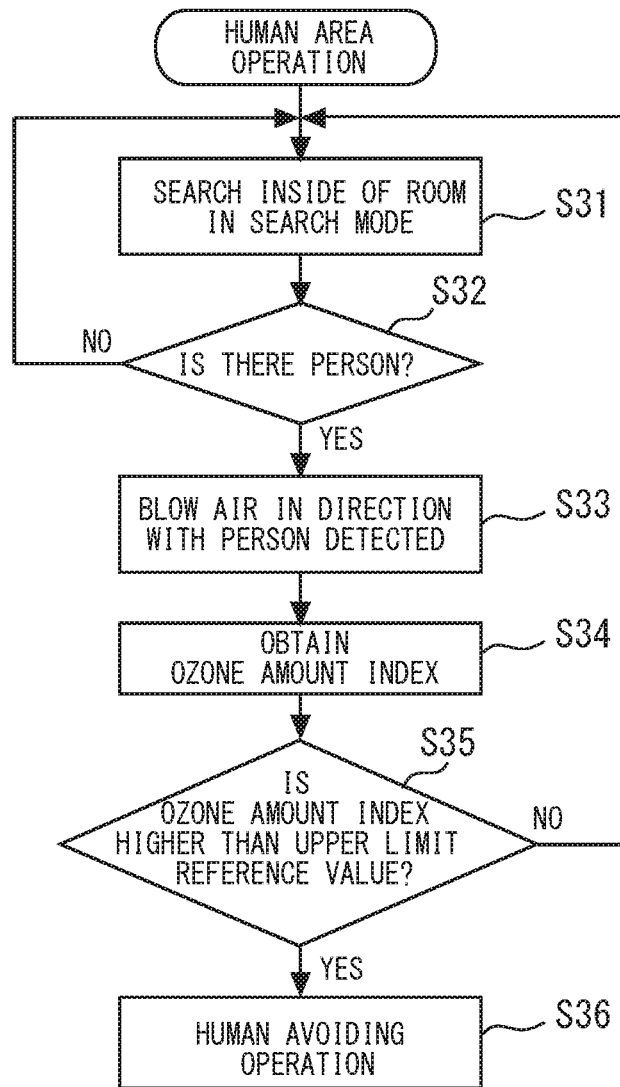 HUMAN AREA
OPERATION
SEARCH INSIDE OF ROOM
IN SEARCH MODE
S31
S32
NO
IS THERE PERSON?
YES
BLOW AIR IN DIRECTION
WITH PERSON DETECTED
S33
OBTAIN
OZONE AMOUNT INDEX
S34
S35
IS
OZONE AMOUNT INDEX
HIGHER THAN UPPER LIMIT
REFERENCE VALUE?
NO
YES
HUMAN AVOIDING
OPERATION
S36